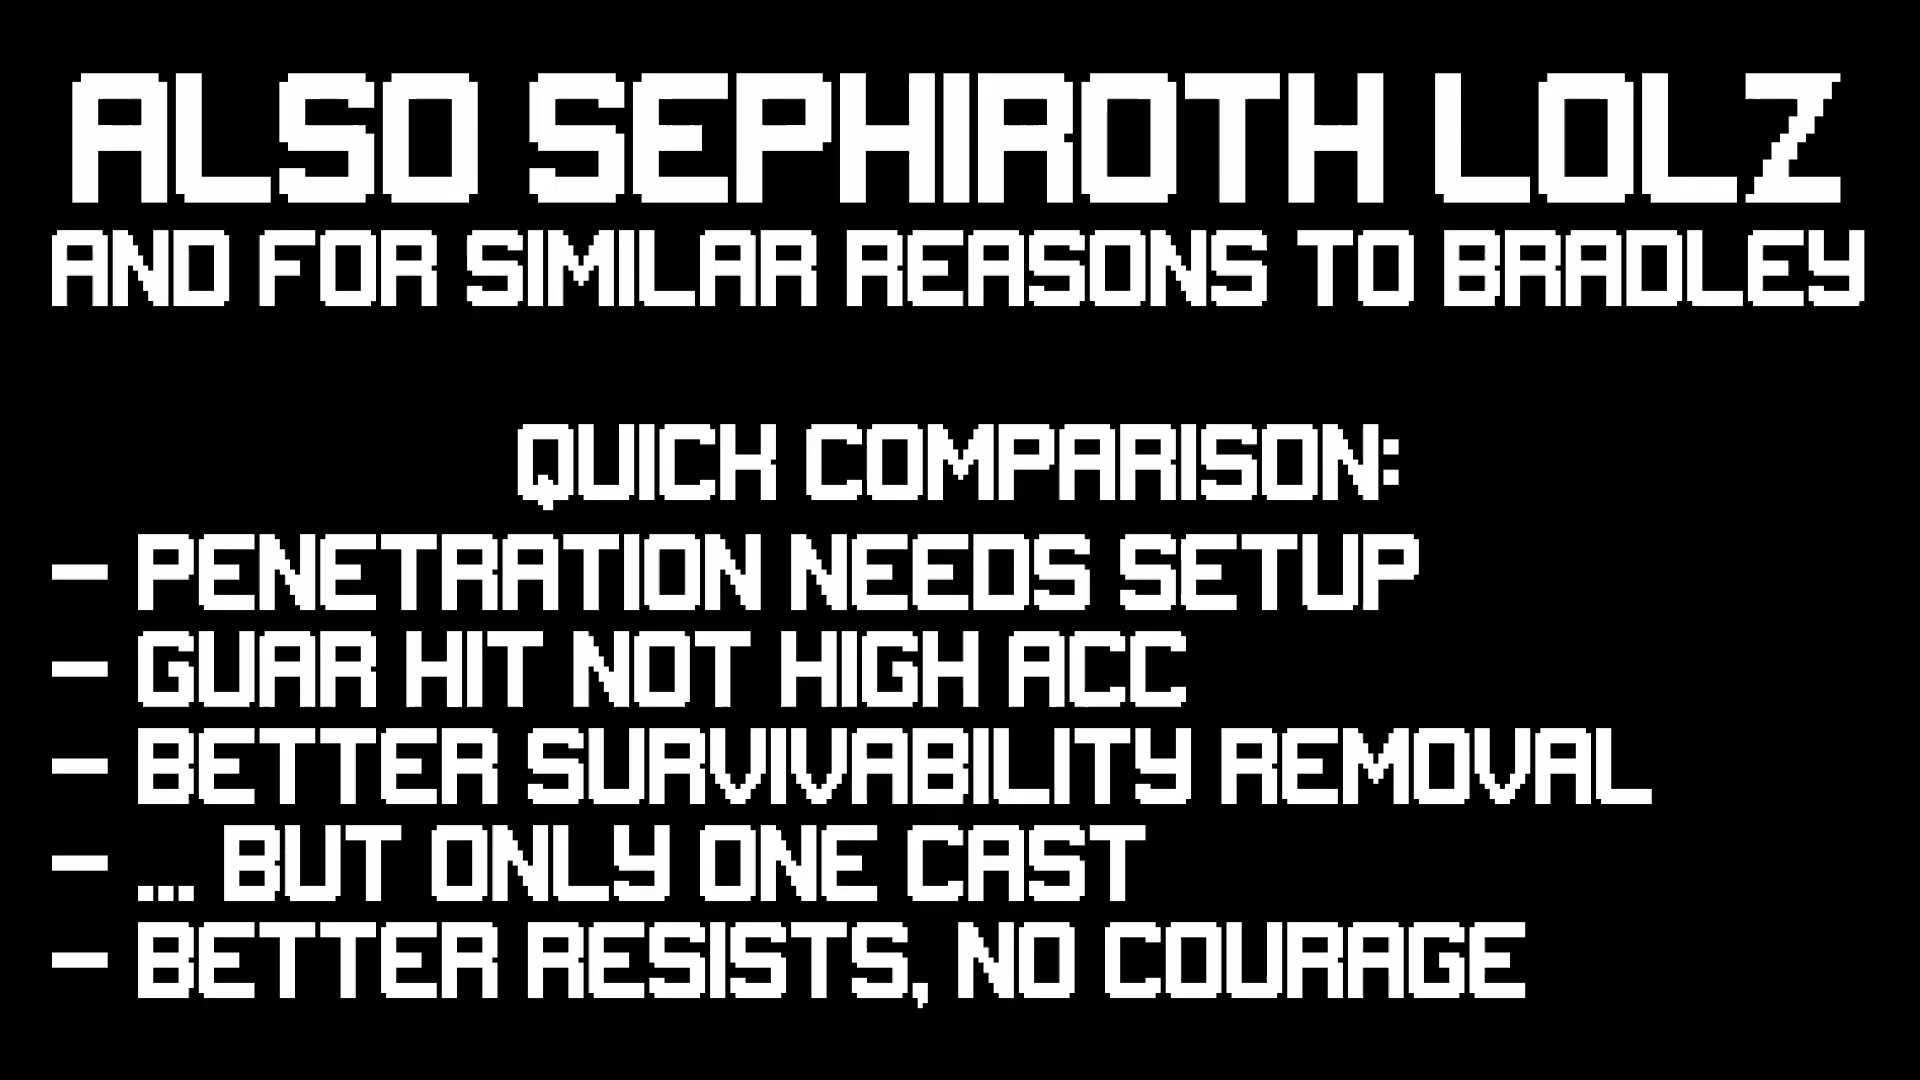 ALSO SEPHIROTH LOLZ
AND FOR SIMILAR REASONS TO BRADLEY
QUICK COMPARISON:
- PENETRATION NEEDS SETUP
- GUAR HIT NOT HIGH ACC
- BETTER SURVIVABILITY REMOVAL
- ... BUT ONLY ONE CAST
- BETTER RESISTS, NO COURAGE